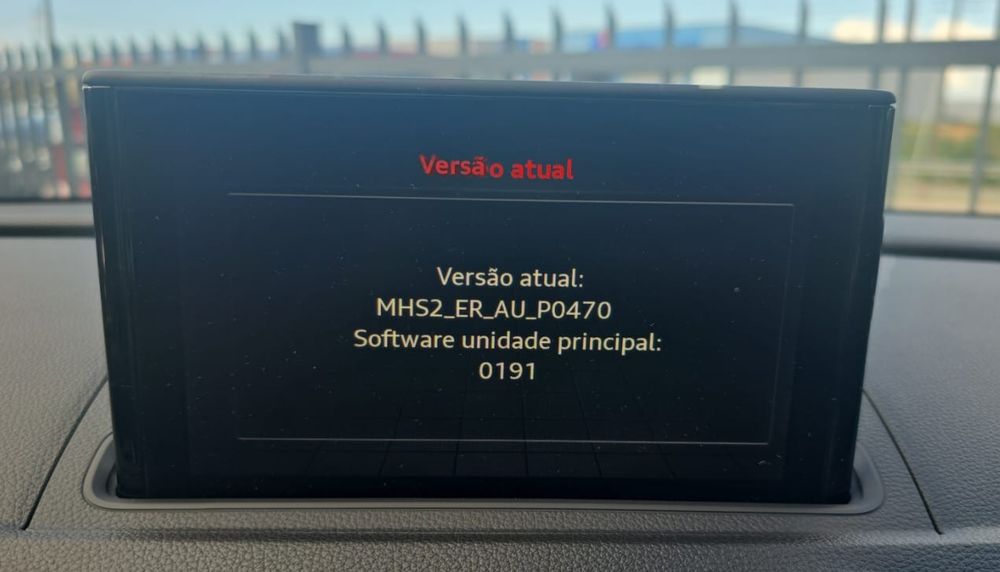 Versão atual
Versão atual:
MHS2_ER_AU_P0470
Software unidade principal:
0191